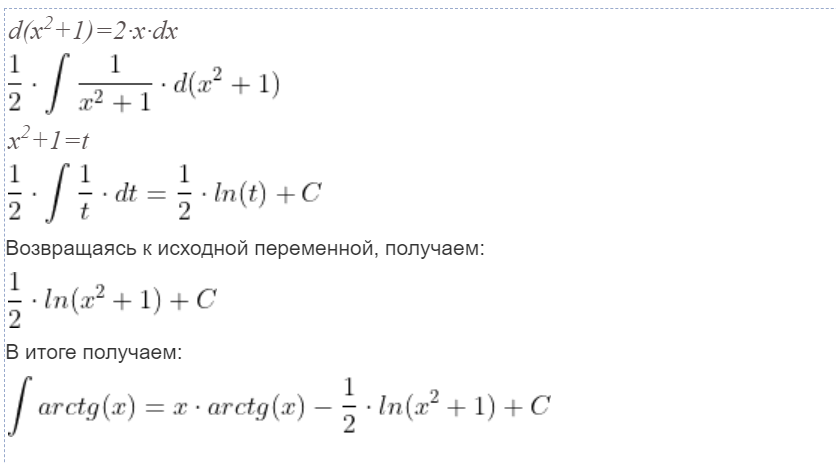 d(x²+1)=2·x·dx
1/2 · ∫ 1/(x² + 1) · d(x² + 1)
x²+1=t
1/2 · ∫ 1/t · dt = 1/2 · ln(t) + C
Возвращаясь к исходной переменной, получаем:
1/2 · ln(x² + 1) + C
В итоге получаем:
∫ arctg(x) = x · arctg(x) − 1/2 · ln(x² + 1) + C